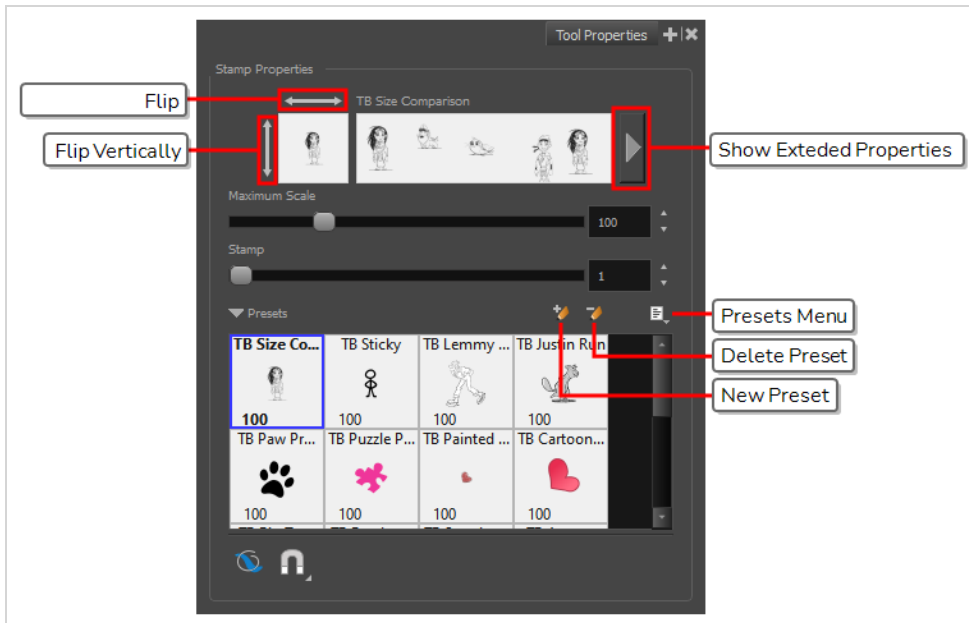 Tool Properties
Stamp Properties
Flip
TB Size Comparison
Flip Vertically
Show Exteded Properties
Maximum Scale
100
Stamp
1
Presets
Presets Menu
TB Size Co...
TB Sticky
TB Lemmy ...
TB Justin Run
Delete Preset
New Preset
100
100
100
100
TB Paw Pr...
TB Puzzle P...
TB Painted ...
TB Cartoon...
100
100
100
100